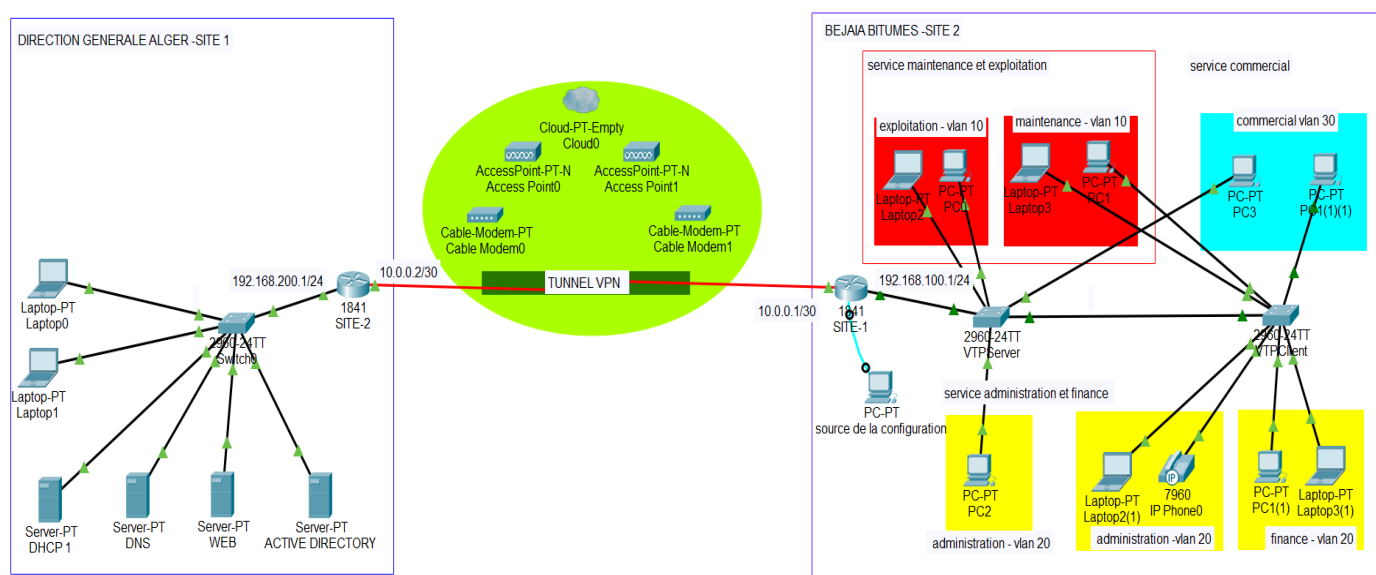 DIRECTION GENERALE ALGER -SITE 1
Laptop-PT
Laptop0
Laptop-PT
Laptop1
192.168.200.1/24
1841
SITE-2
2960-24TT
Switch0
Server-PT
DHCP 1
Server-PT
DNS
Server-PT
WEB
Server-PT
ACTIVE DIRECTORY
10.0.0.2/30
Cloud-PT-Empty
Cloud0
AccessPoint-PT-N
Access Point0
AccessPoint-PT-N
Access Point1
Cable-Modem-PT
Cable Modem0
Cable-Modem-PT
Cable Modem1
TUNNEL VPN
10.0.0.1/30
BEJAIA BITUMES -SITE 2
service maintenance et exploitation
service commercial
exploitation - vlan 10
maintenance - vlan 10
commercial vlan 30
Laptop-PT
Laptop2
PC-PT
Laptop-PT
Laptop3
PC-PT
PC1
PC-PT
PC3
PC-PT
PC1(1)(1)
192.168.100.1/24
1841
SITE-1
2960-24TT
VTPServer
2960-24TT
VTPClient
PC-PT
source de la configuration
service administration et finance
PC-PT
PC2
administration - vlan 20
Laptop-PT
Laptop2(1)
IP
7960
IP Phone0
administration -vlan 20
PC-PT
PC1(1)
Laptop-PT
Laptop3(1)
finance - vlan 20